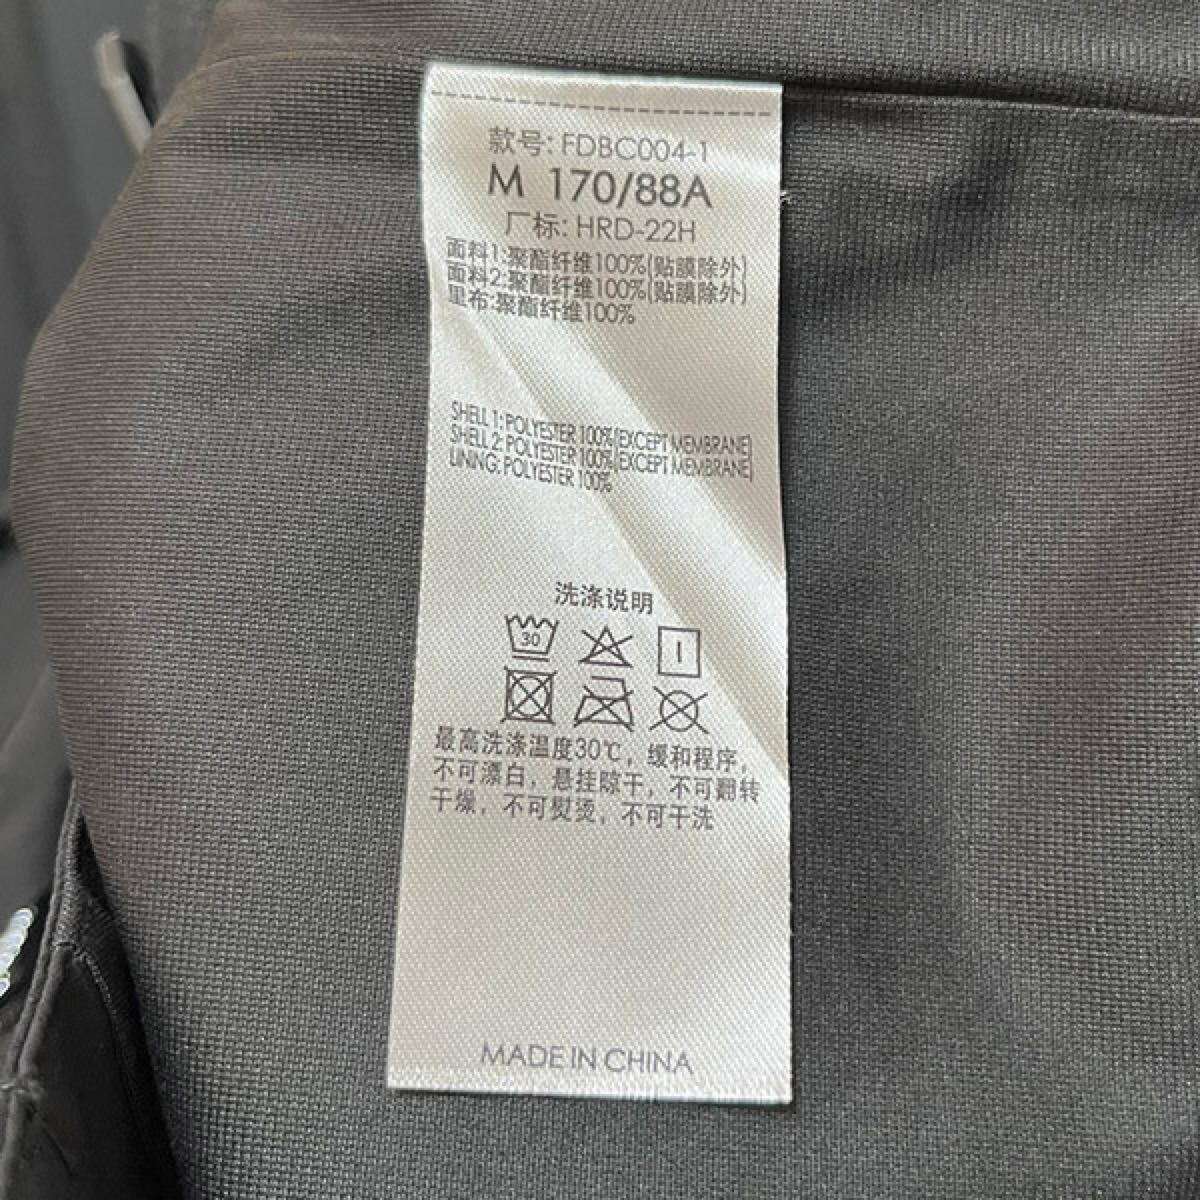 款号: FDBC004-1
M 170/88A
厂标: HRD-22H
面料1:聚酯纤维100%(贴膜除外)
面料2:聚酯纤维100%(贴膜除外)
里布:聚酯纤维100%
SHELL 1: POLYESTER 100%(EXCEPT MEMBRANE)
SHELL 2: POLYESTER 100%(EXCEPT MEMBRANE)
LINING: POLYESTER 100%
洗涤说明
30
最高洗涤温度30℃，缓和程序，
不可漂白，悬挂晾干，不可翻转
干燥，不可熨烫，不可干洗
MADE IN CHINA